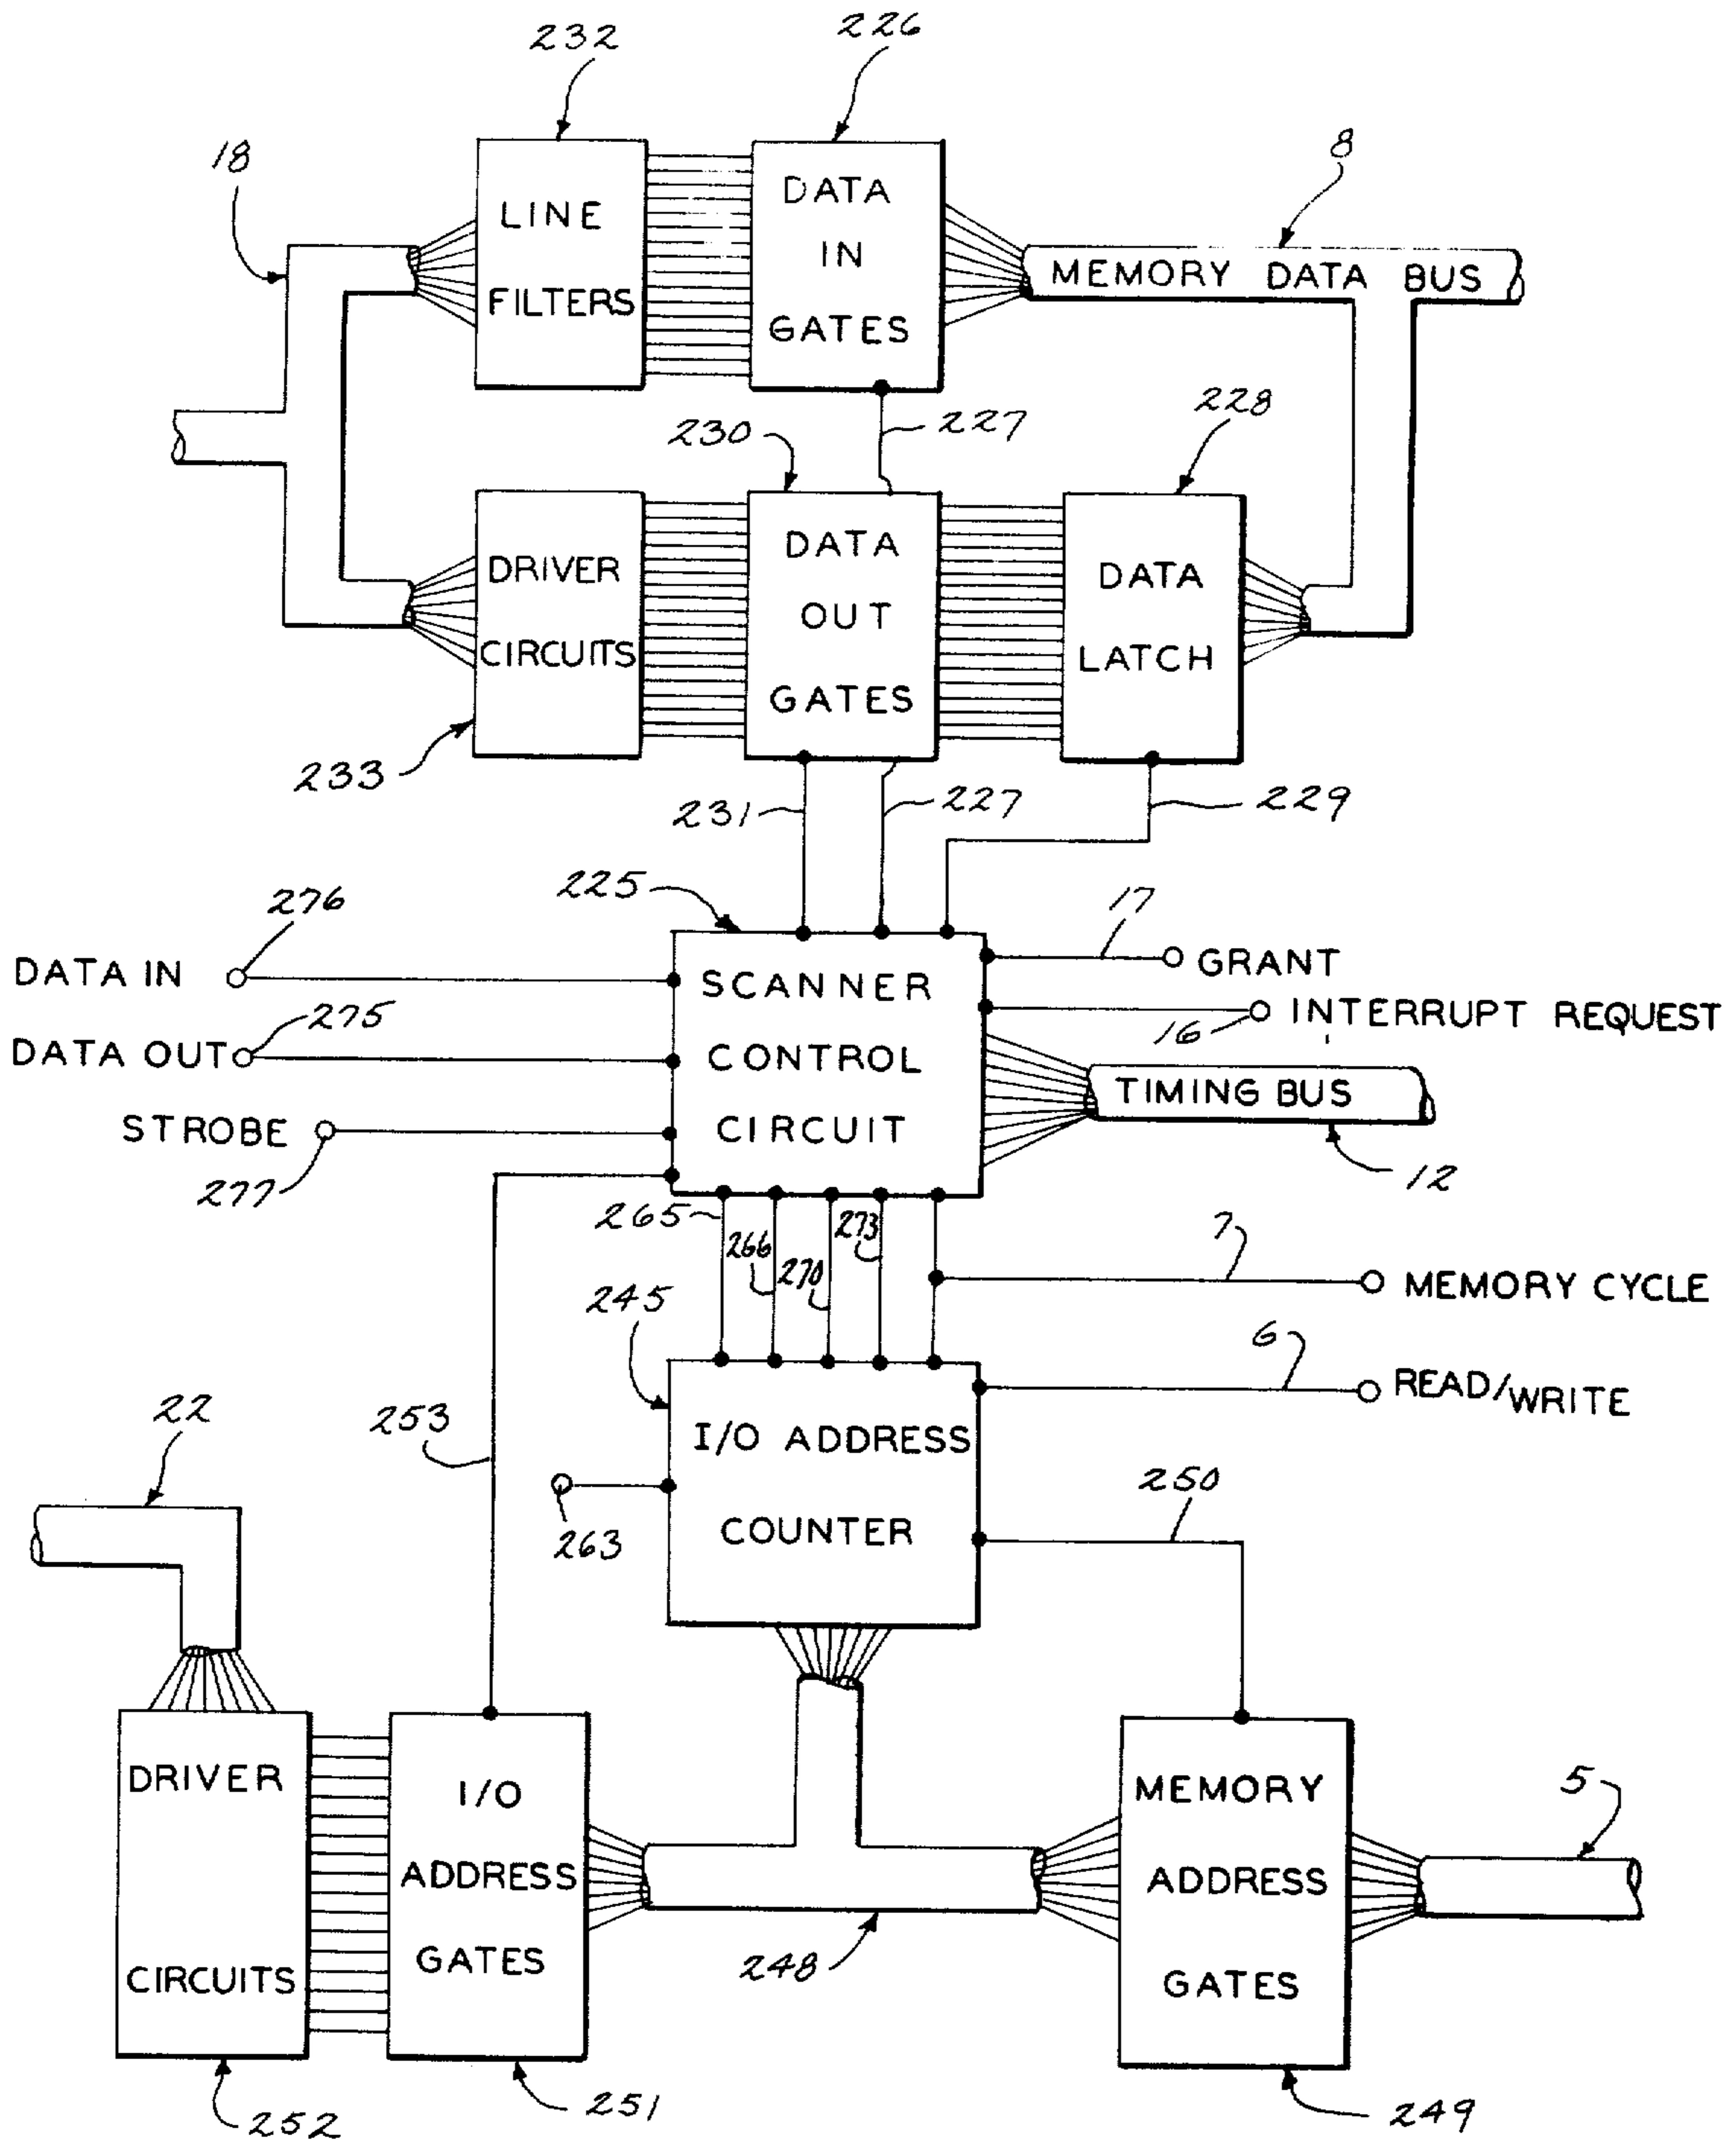 232
226
18
8
LINE
FILTERS
DATA
IN
GATES
MEMORY DATA BUS
227
230
228
DRIVER
CIRCUITS
DATA
OUT
GATES
DATA
LATCH
233
231
227
229
225
276
17
DATA IN
SCANNER
CONTROL
CIRCUIT
GRANT
275
16
INTERRUPT REQUEST
DATA OUT
TIMING BUS
STROBE
277
12
265
266
270
273
7
MEMORY CYCLE
245
6
READ/WRITE
22
253
I/O ADDRESS
COUNTER
263
250
DRIVER
CIRCUITS
I/O
ADDRESS
GATES
MEMORY
ADDRESS
GATES
5
248
252
251
249